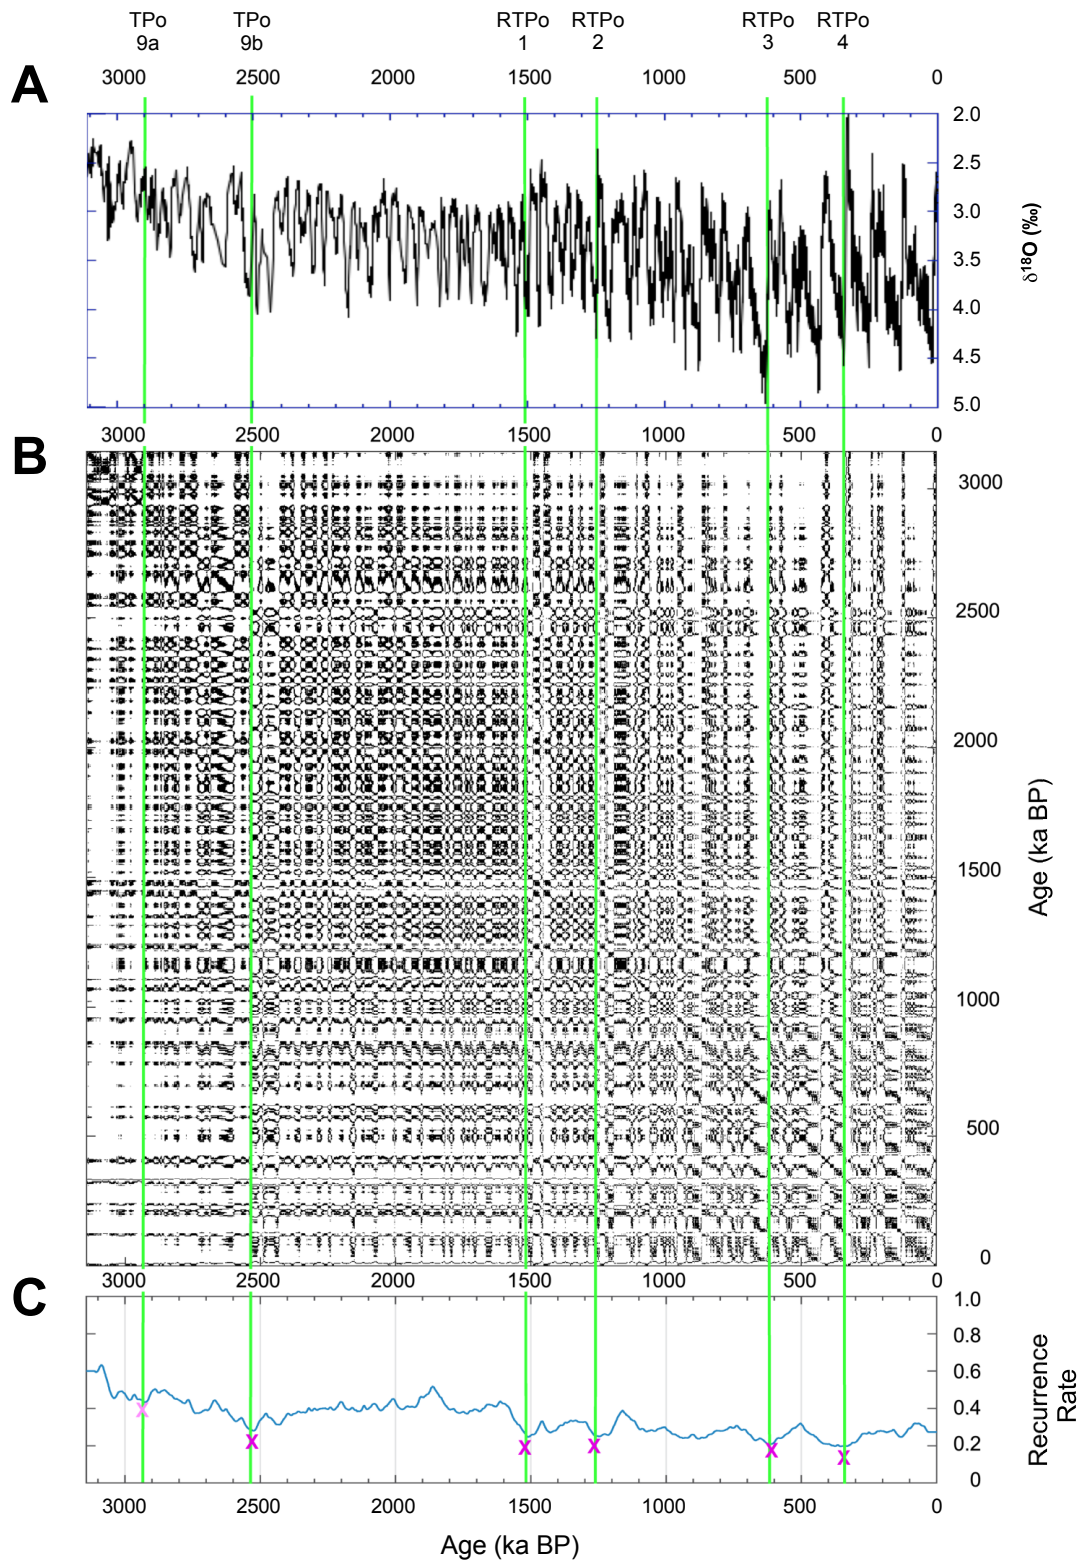 TPo TPo RTPo RTPo RTPo RTPo
9a 9b 1 2 3 4
3000 2500 2000 1500 1000 500 0
A
2.0
2.5
3.0
3.5
4.0
4.5
5.0
δ18O (‰)
3000 2500 2000 1500 1000 500 0
B
3000
2500
2000
1500
1000
500
0
Age (ka BP)
3000 2500 2000 1500 1000 500 0
C
1.0
0.8
0.6
0.4
0.2
0
Recurrence
Rate
X X X X X X
3000 2500 2000 1500 1000 500 0
Age (ka BP)